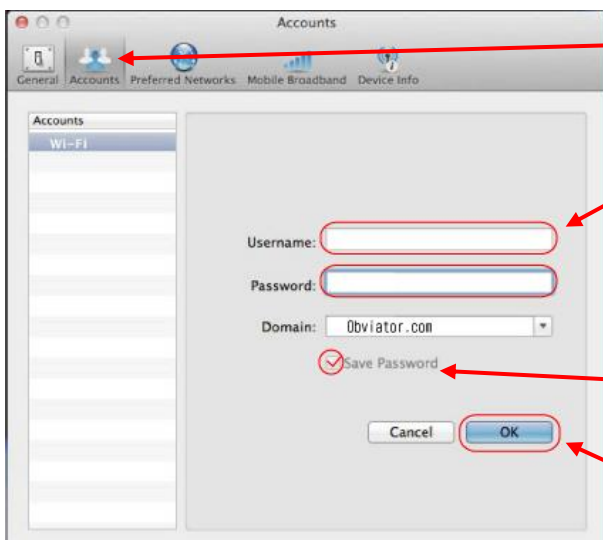 Accounts
General Accounts Preferred Networks Mobile Broadband Device Info
Accounts
Wi-Fi
Username:
Password:
Domain: Obviator.com
Save Password
Cancel OK